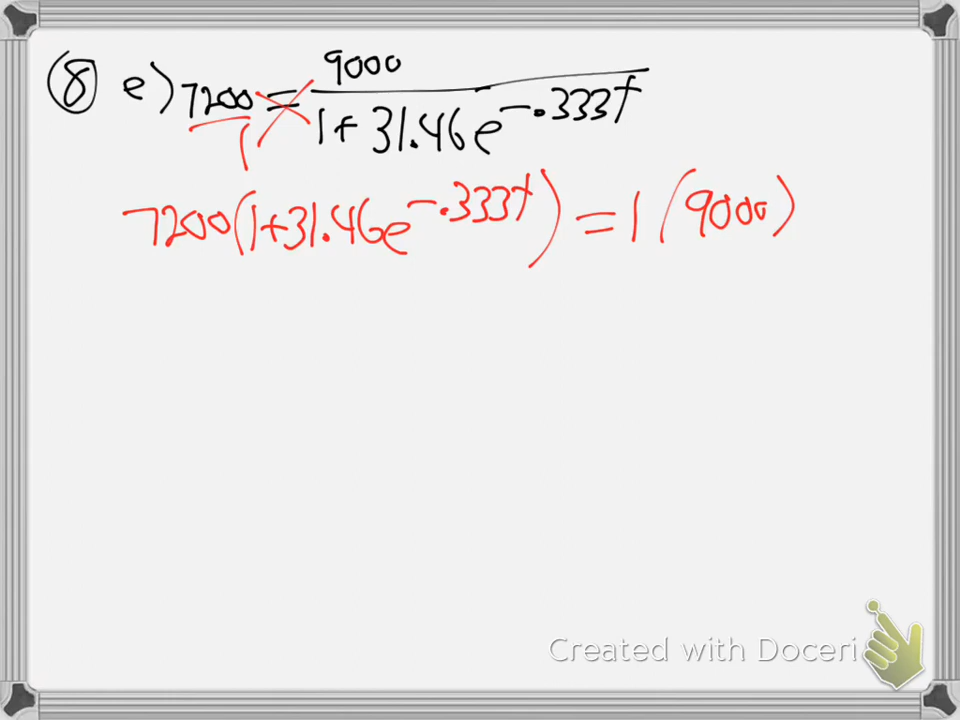 ⑧ e) 7200/1 = 9000/(1+31.46e^-.333t)
7200(1+31.46e^-.333t) = 1(9000)
Created with Doceri